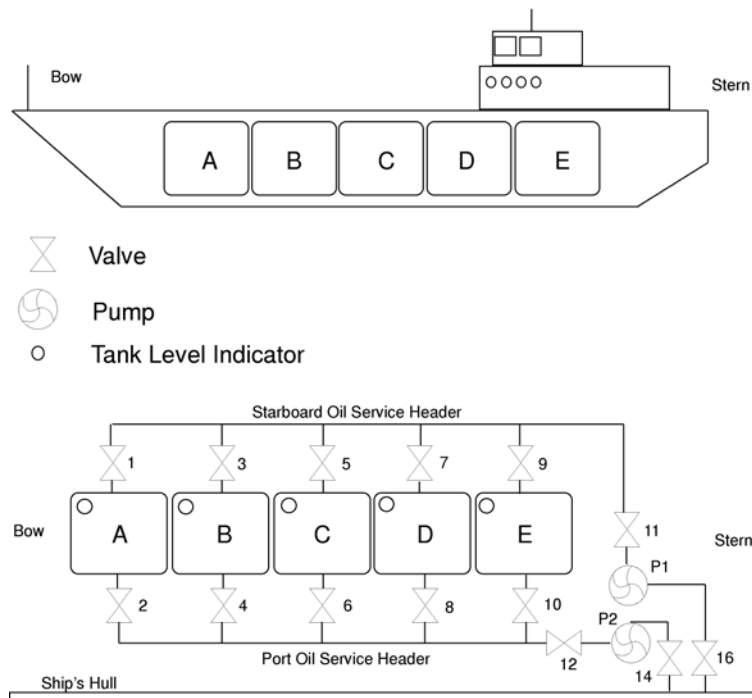 Bow
Stern
A B C D E
Valve
Pump
Tank Level Indicator
Starboard Oil Service Header
1 3 5 7 9
Bow
A B C D E
11
Stern
P1
2 4 6 8 10
P2
Port Oil Service Header
12
14
16
Ship's Hull